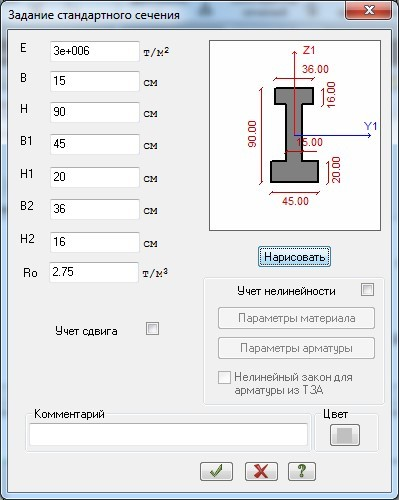 Задание стандартного сечения
E 3e+006 т/м²
B 15 см
H 90 см
B1 45 см
H1 20 см
B2 36 см
H2 16 см
Ro 2.75 т/м³
Учет сдвига
Z1
36.00
16.00
Y1
90.00
15.00
20.00
45.00
Нарисовать
Учет нелинейности
Параметры материала
Параметры арматуры
Нелинейный закон для
арматуры из ТЗА
Комментарий
Цвет
?